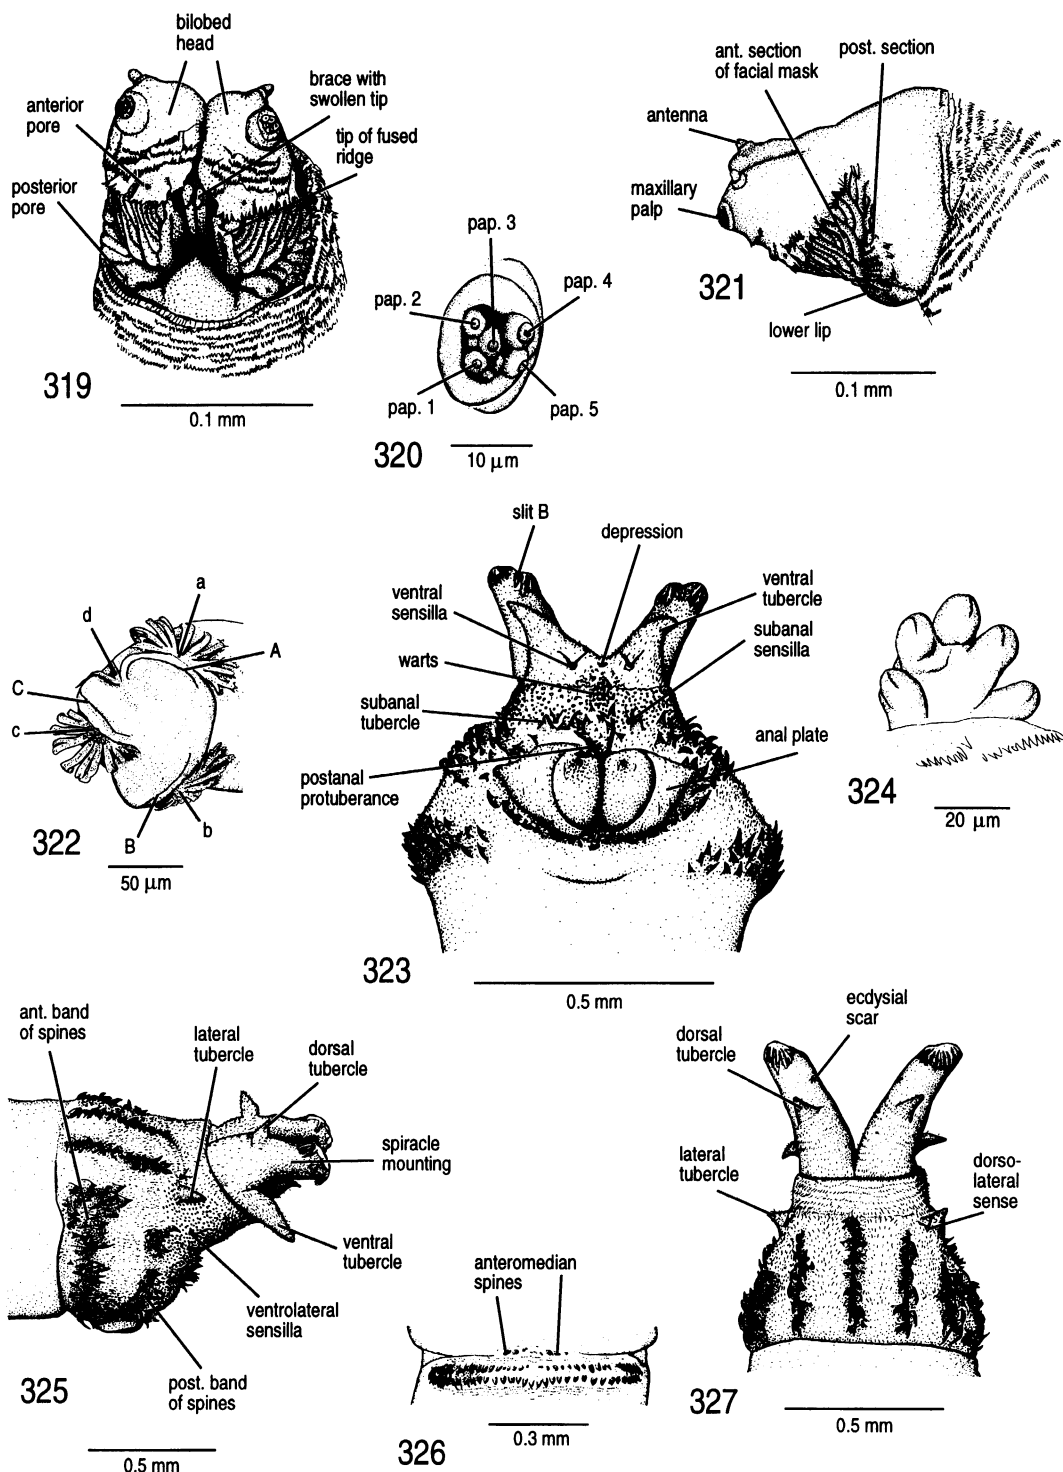 bilobed
head
anterior
pore
brace with
swollen tip
tip of fused
ridge
posterior
pore
319
0.1 mm
pap. 3
pap. 2
pap. 4
pap. 1
pap. 5
320
10 μm
ant. section
of facial mask
post. section
antenna
maxillary
palp
321
lower lip
0.1 mm
a
d
A
C
c
B
b
322
50 μm
slit B
depression
ventral
sensilla
ventral
tubercle
warts
subanal
sensilla
subanal
tubercle
anal plate
postanal
protuberance
323
0.5 mm
324
20 μm
ant. band
of spines
lateral
tubercle
dorsal
tubercle
spiracle
mounting
ventral
tubercle
ventrolateral
sensilla
post. band
of spines
325
0.5 mm
anteromedian
spines
326
0.3 mm
ecdysial
scar
dorsal
tubercle
lateral
tubercle
dorso-
lateral
sense
327
0.5 mm